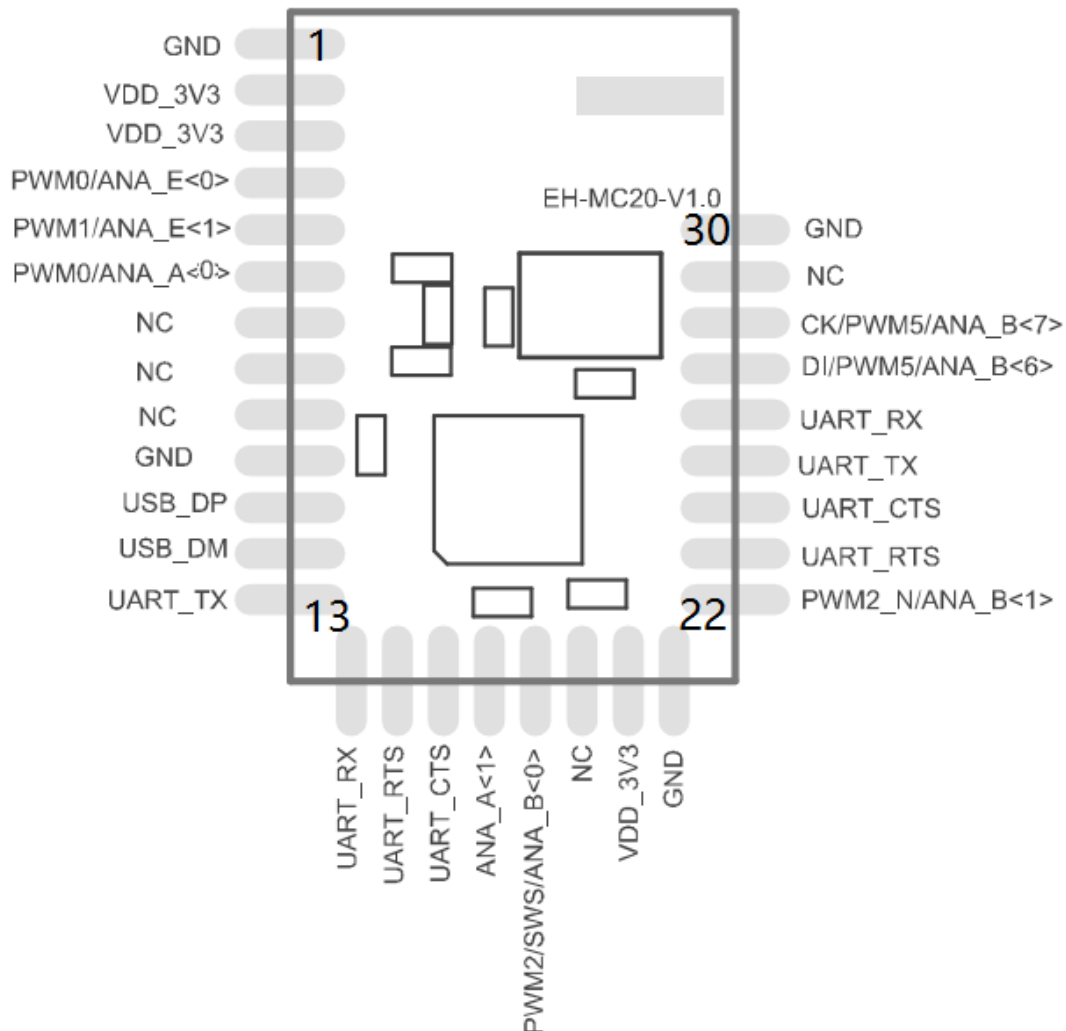 GND
1
VDD_3V3
VDD_3V3
PWM0/ANA_E<0>
EH-MC20-V1.0
PWM1/ANA_E<1>
30
GND
PWM0/ANA_A<0>
NC
NC
CK/PWM5/ANA_B<7>
NC
DI/PWM5/ANA_B<6>
NC
UART_RX
GND
UART_TX
USB_DP
UART_CTS
USB_DM
UART_RTS
UART_TX
13
22
PWM2_N/ANA_B<1>
UART_RX
UART_RTS
UART_CTS
ANA_A<1>
PWM2/SWS/ANA_B<0>
NC
VDD_3V3
GND